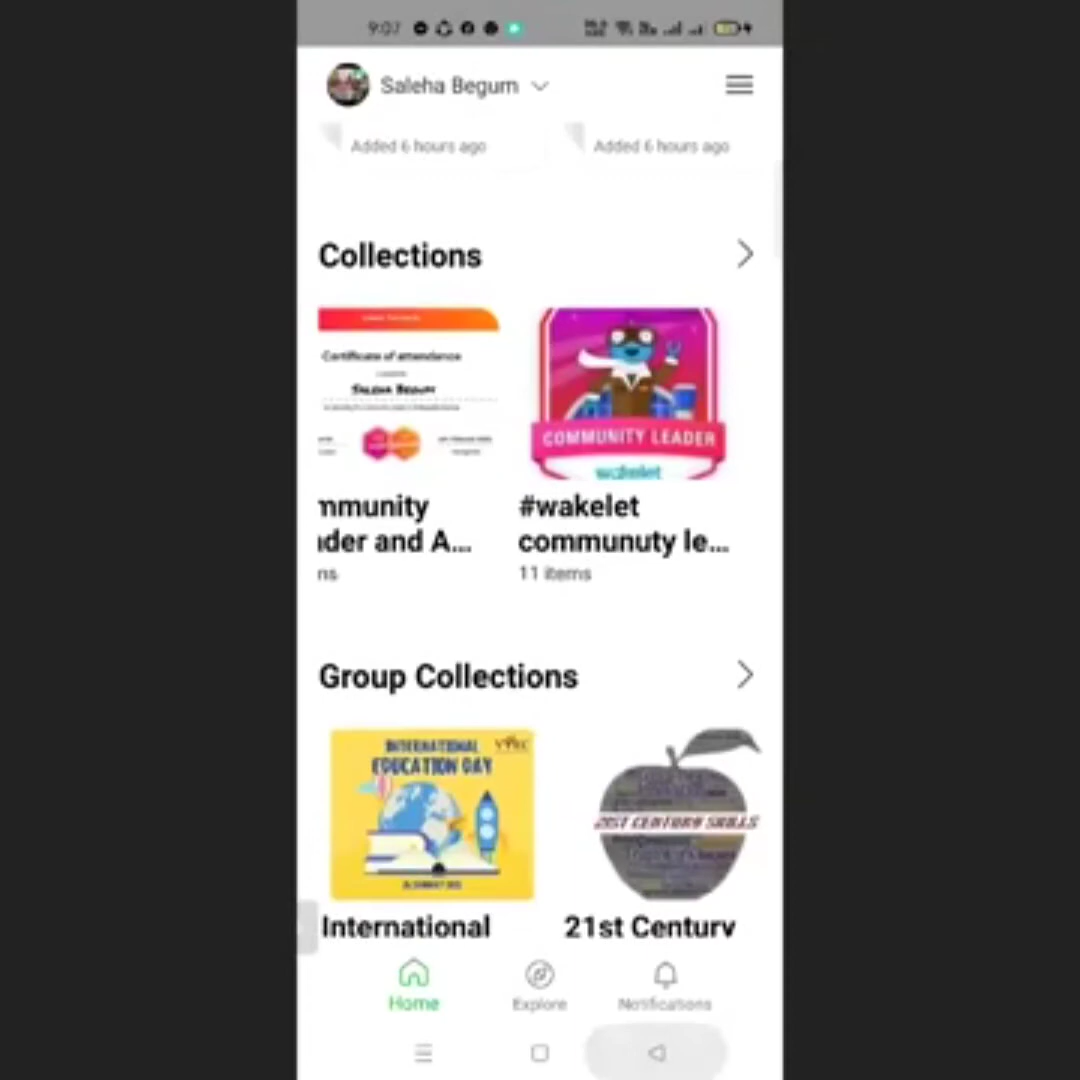 9:07
Saleha Begum
Added 6 hours ago
Added 6 hours ago
Collections
Certificate of attendance
SALEHA BEGUM
COMMUNITY LEADER
wakelet
mmunity
der and A...
ns
#wakelet
communuty le...
11 items
Group Collections
INTERNATIONAL
EDUCATION DAY
21ST CENTURY SKILLS
International
21st Century
Home
Explore
Notifications